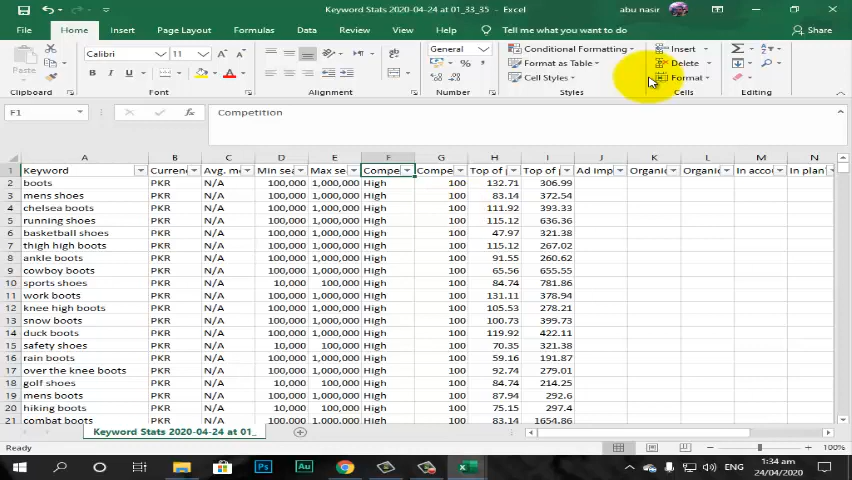 Keyword Stats 2020-04-24 at 01_33_35 - Excel
abu nasir
File Home Insert Page Layout Formulas Data Review View Help Tell me what you want to do Share
Calibri 11 General Conditional Formatting Insert
Paste B I U Format as Table Delete
Cell Styles Format
Clipboard Font Alignment Number Styles Cells Editing
F1 Competition
A B C D E F G H I J K L M N
1 Keyword Curren Avg. m Min sea Max se Compe Compe Top of Top of Ad Imp Organi Organi In acco In plan
2 boots PKR N/A 100,000 1,000,000 High 100 132.71 306.99
3 mens shoes PKR N/A 100,000 1,000,000 High 100 83.14 372.54
4 chelsea boots PKR N/A 100,000 1,000,000 High 100 111.92 393.33
5 running shoes PKR N/A 100,000 1,000,000 High 100 115.12 636.36
6 basketball shoes PKR N/A 100,000 1,000,000 High 100 47.97 321.38
7 thigh high boots PKR N/A 100,000 1,000,000 High 100 115.12 267.02
8 ankle boots PKR N/A 100,000 1,000,000 High 100 91.55 260.62
9 cowboy boots PKR N/A 100,000 1,000,000 High 100 65.56 655.55
10 sports shoes PKR N/A 10,000 100,000 High 100 84.74 781.86
11 work boots PKR N/A 100,000 1,000,000 High 100 131.11 378.94
12 knee high boots PKR N/A 100,000 1,000,000 High 100 105.53 278.21
13 snow boots PKR N/A 100,000 1,000,000 High 100 100.73 399.73
14 duck boots PKR N/A 100,000 1,000,000 High 100 119.92 422.11
15 safety shoes PKR N/A 10,000 100,000 High 100 70.35 321.38
16 rain boots PKR N/A 100,000 1,000,000 High 100 59.16 191.87
17 over the knee boots PKR N/A 100,000 1,000,000 High 100 92.74 279.01
18 golf shoes PKR N/A 10,000 100,000 High 100 84.74 214.25
19 mens boots PKR N/A 100,000 1,000,000 High 100 87.94 292.6
20 hiking boots PKR N/A 10,000 100,000 High 100 75.15 297.4
21 combat boots PKR N/A 100,000 1,000,000 High 100 83.14 1654.86
Keyword Stats 2020-04-24 at 01_
Ready 100%
Ps Au ENG 1:34 am
24/04/2020